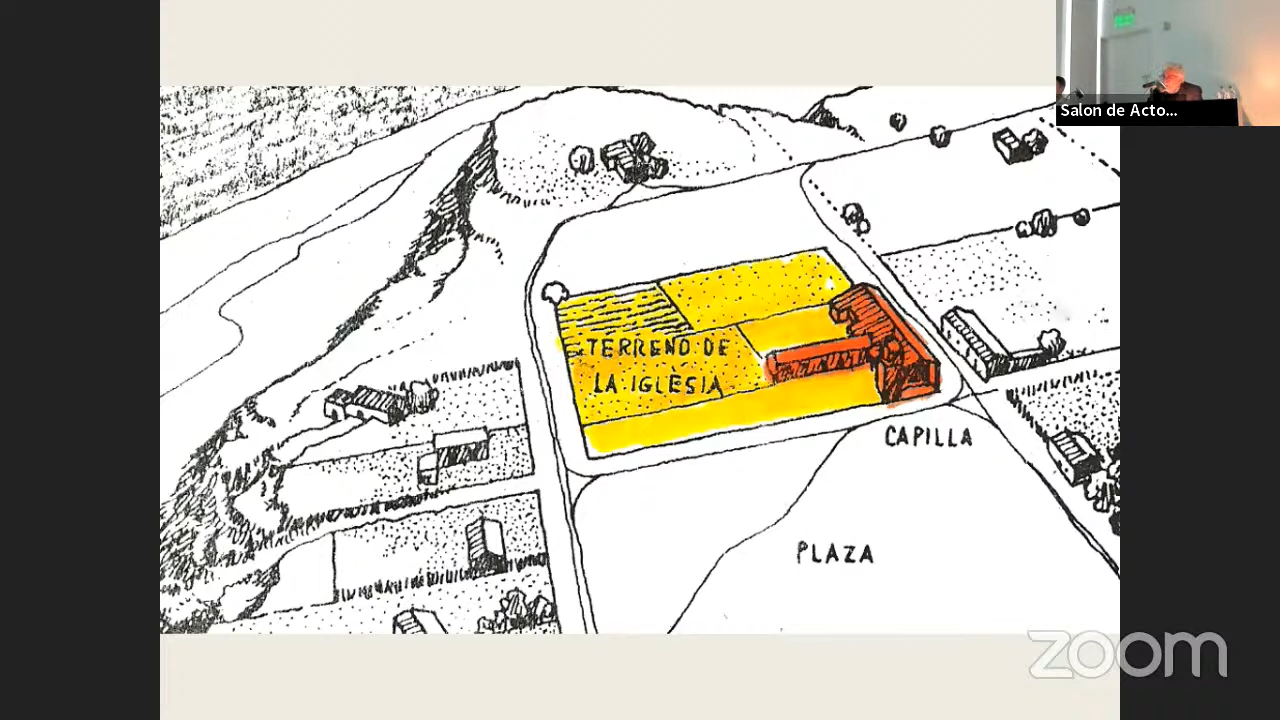 Salon de Acto...
TERRENO DE
LA IGLESIA
CAPILLA
PLAZA
zoom